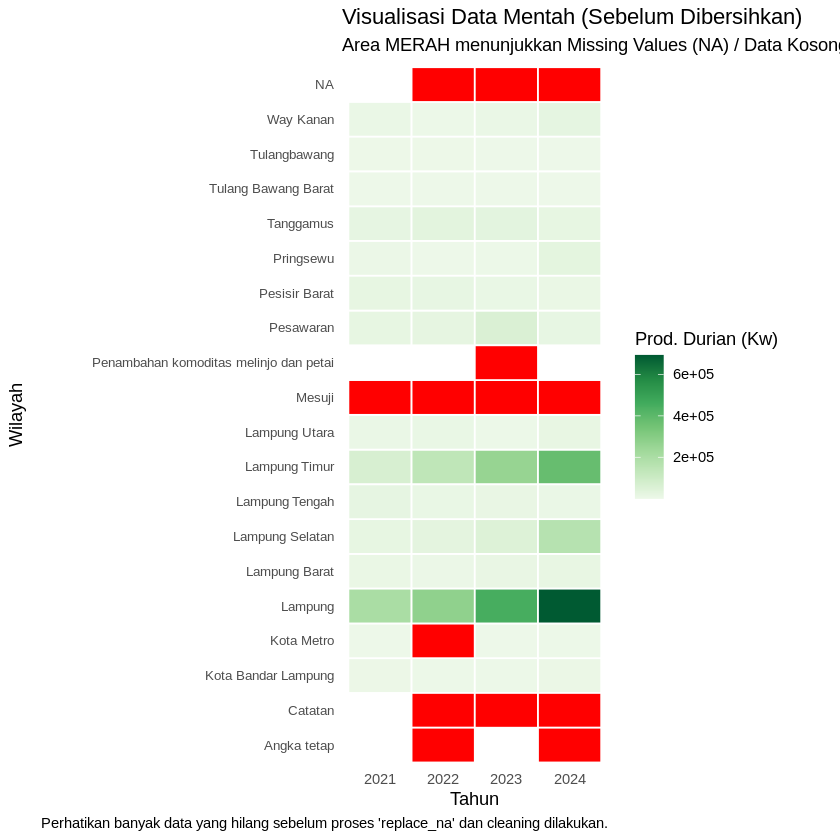 Visualisasi Data Mentah (Sebelum Dibersihkan)
Area MERAH menunjukkan Missing Values (NA) / Data Kosong
NA
Way Kanan
Tulangbawang
Tulang Bawang Barat
Tanggamus
Pringsewu
Pesisir Barat
Pesawaran
Penambahan komoditas melinjo dan petai
Mesuji
Lampung Utara
Lampung Timur
Lampung Tengah
Lampung Selatan
Lampung Barat
Lampung
Kota Metro
Kota Bandar Lampung
Catatan
Angka tetap
Wilayah
2021 2022 2023 2024
Tahun
Prod. Durian (Kw)
6e+05
4e+05
2e+05
Perhatikan banyak data yang hilang sebelum proses 'replace_na' dan cleaning dilakukan.